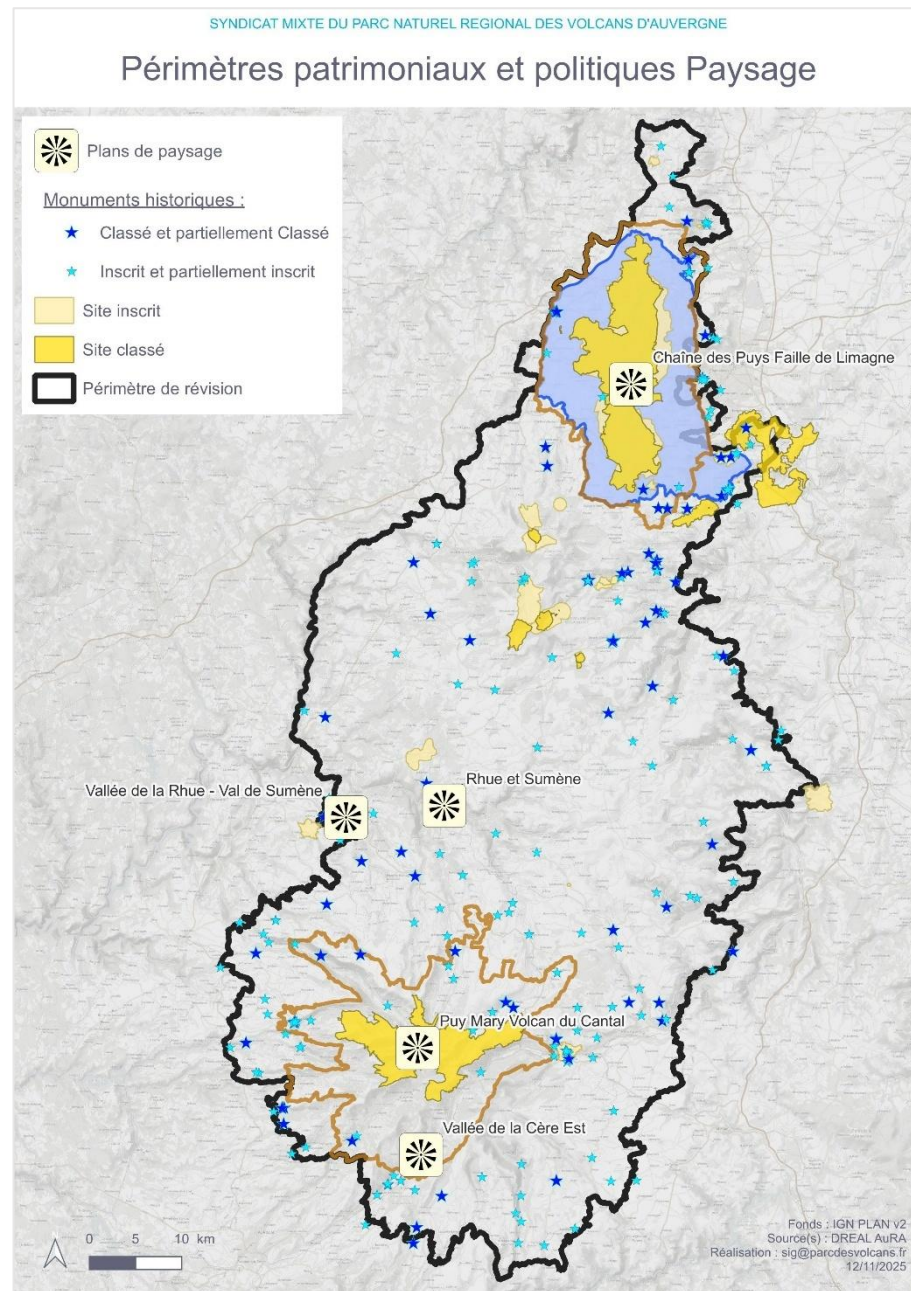 SYNDICAT MIXTE DU PARC NATUREL REGIONAL DES VOLCANS D'AUVERGNE
Périmètres patrimoniaux et politiques Paysage
Plans de paysage
Monuments historiques :
Classé et partiellement Classé
Inscrit et partiellement inscrit
Site inscrit
Site classé
Périmètre de révision
Chaîne des Puys Faille de Limagne
Vallée de la Rhue - Val de Sumène
Rhue et Sumène
Puy Mary Volcan du Cantal
Vallée de la Cère Est
0 5 10 km
Fonds : IGN PLAN v2
Source(s) : DREAL AuRA
Réalisation : sig@parcdesvolcans.fr
12/11/2025